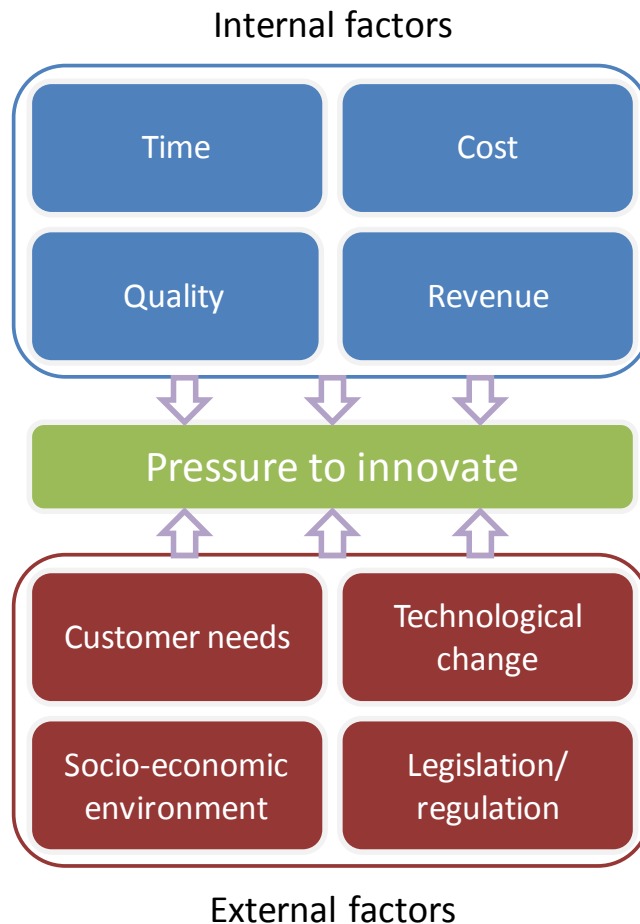 Internal factors
Time
Cost
Quality
Revenue
Pressure to innovate
Customer needs
Technological
change
Socio-economic
environment
Legislation/
regulation
External factors